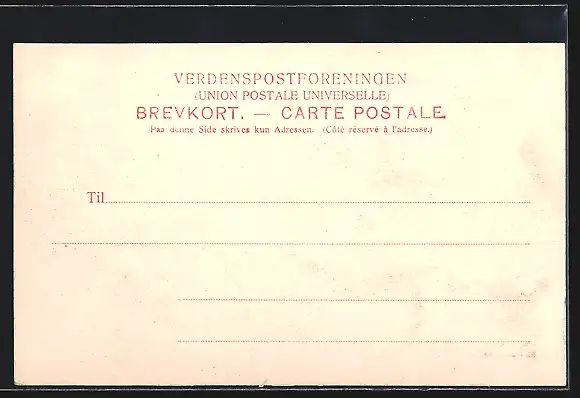 VERDENSPOSTFORENINGEN
(UNION POSTALE UNIVERSELLE)
BREVKORT. — CARTE POSTALE
Paa denne Side skrives kun Adressen. (Côté réservé à l'adresse.)
Til